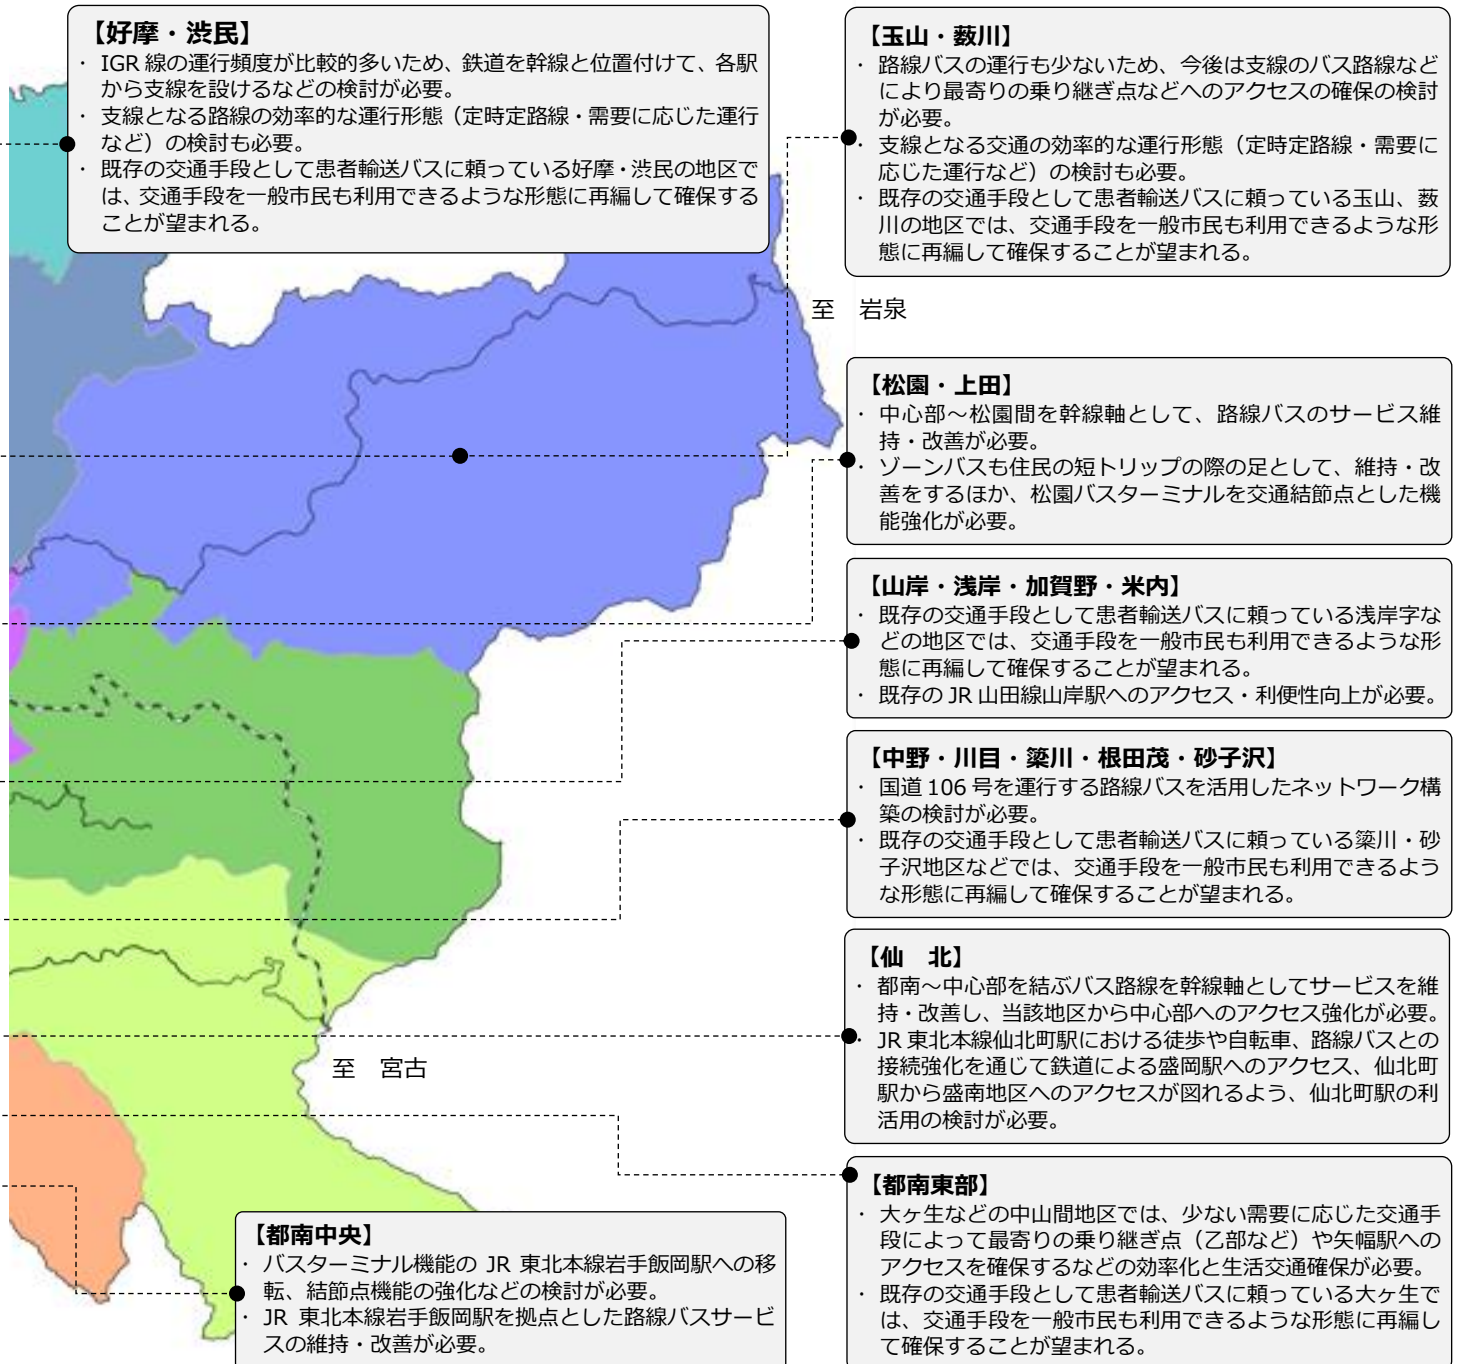 【好摩・渋民】
・ IGR 線の運行頻度が比較的多いため、鉄道を幹線と位置付けて、各駅
から支線を設けるなどの検討が必要。
・ 支線となる路線の効率的な運行形態（定時定路線・需要に応じた運行
など）の検討も必要。
・ 既存の交通手段として患者輸送バスに頼っている好摩・渋民の地区で
は、交通手段を一般市民も利用できるような形態に再編して確保する
ことが望まれる。
【玉山・薮川】
・ 路線バスの運行も少ないため、今後は支線のバス路線など
により最寄りの乗り継ぎ点などへのアクセスの確保の検討
が必要。
・ 支線となる交通の効率的な運行形態（定時定路線・需要に
応じた運行など）の検討も必要。
・ 既存の交通手段として患者輸送バスに頼っている玉山、薮
川の地区では、交通手段を一般市民も利用できるような形
態に再編して確保することが望まれる。
至　岩泉
【松園・上田】
・ 中心部～松園間を幹線軸として、路線バスのサービス維
持・改善が必要。
・ ゾーンバスも住民の短トリップの際の足として、維持・改
善をするほか、松園バスターミナルを交通結節点とした機
能強化が必要。
【山岸・浅岸・加賀野・米内】
・ 既存の交通手段として患者輸送バスに頼っている浅岸字な
どの地区では、交通手段を一般市民も利用できるような形
態に再編して確保することが望まれる。
・ 既存の JR 山田線山岸駅へのアクセス・利便性向上が必要。
【中野・川目・簗川・根田茂・砂子沢】
・ 国道 106 号を運行する路線バスを活用したネットワーク構
築の検討が必要。
・ 既存の交通手段として患者輸送バスに頼っている簗川・砂
子沢地区などでは、交通手段を一般市民も利用できるよう
な形態に再編して確保することが望まれる。
【仙　北】
・ 都南～中心部を結ぶバス路線を幹線軸としてサービスを維
持・改善し、当該地区から中心部へのアクセス強化が必要。
・ JR 東北本線仙北町駅における徒歩や自転車、路線バスとの
接続強化を通じて鉄道による盛岡駅へのアクセス、仙北町
駅から盛南地区へのアクセスが図れるよう、仙北町駅の利
活用の検討が必要。
至　宮古
【都南東部】
・ 大ヶ生などの中山間地区では、少ない需要に応じた交通手
段によって最寄りの乗り継ぎ点（乙部など）や矢幅駅への
アクセスを確保するなどの効率化と生活交通確保が必要。
・ 既存の交通手段として患者輸送バスに頼っている大ヶ生で
は、交通手段を一般市民も利用できるような形態に再編し
て確保することが望まれる。
【都南中央】
・ バスターミナル機能の JR 東北本線岩手飯岡駅への移
転、結節点機能の強化などの検討が必要。
・ JR 東北本線岩手飯岡駅を拠点とした路線バスサービ
スの維持・改善が必要。